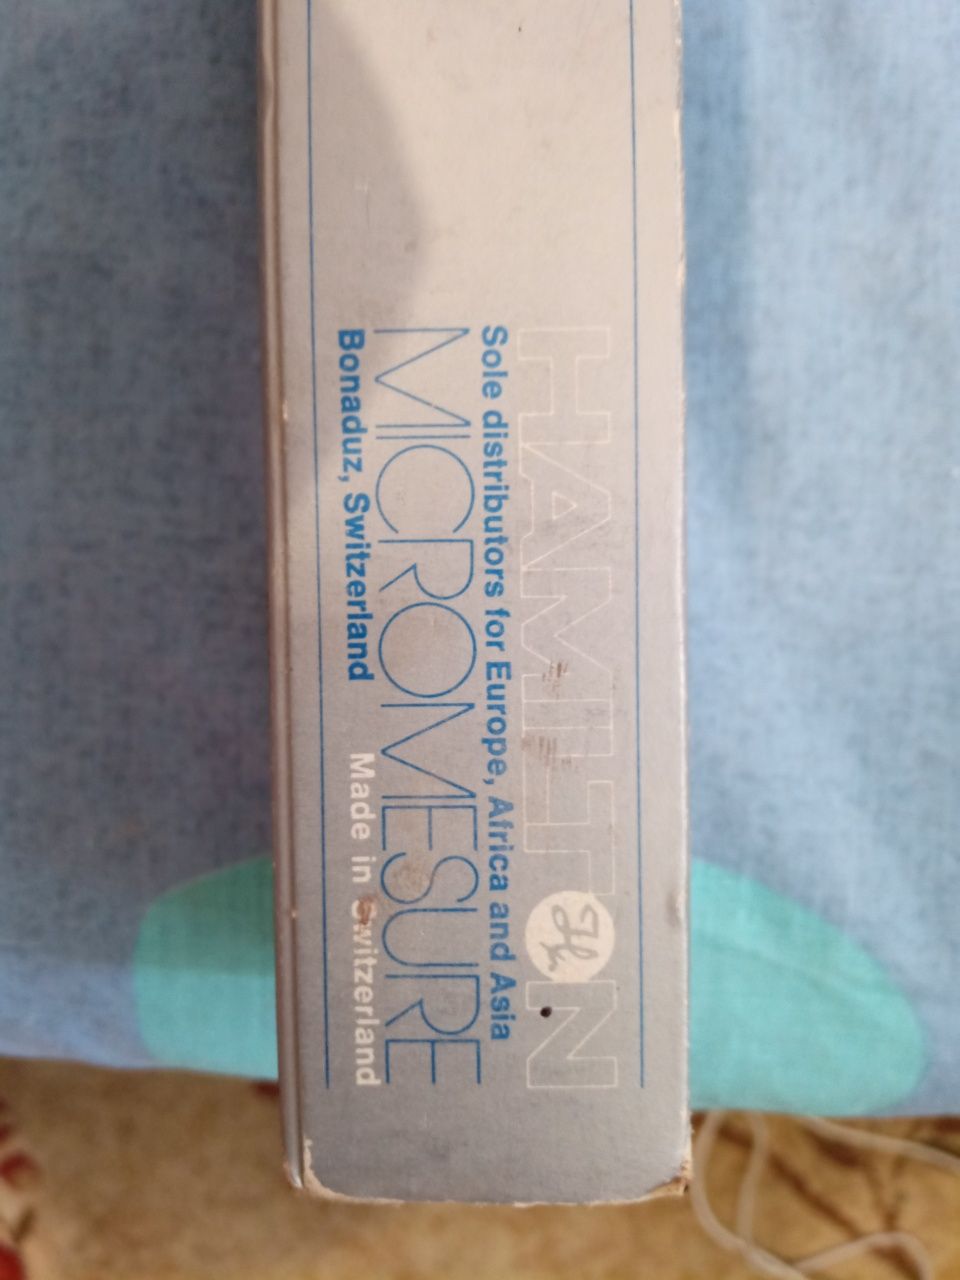 HAMILTON
Sole distributors for Europe, Africa and Asia
MICROMESURE
Bonaduz, Switzerland Made in Switzerland